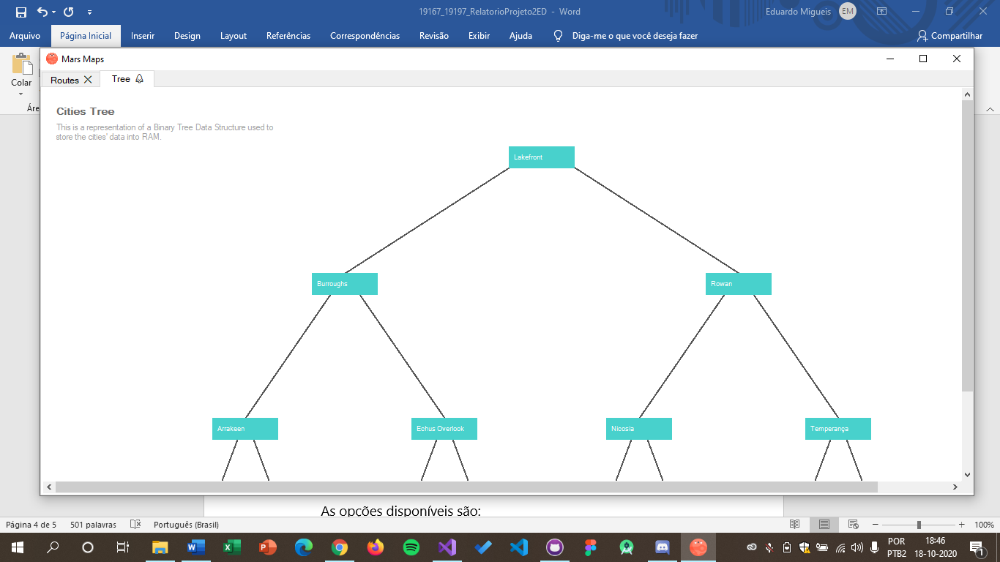 19167_19197_RelatorioProjeto2ED - Word
Eduardo Migueis
EM
Arquivo
Página Inicial
Inserir
Design
Layout
Referências
Correspondências
Revisão
Exibir
Ajuda
Diga-me o que você deseja fazer
Compartilhar
Colar
Áre
Mars Maps
Routes
Tree
Cities Tree
This is a representation of a Binary Tree Data Structure used to
store the cities' data into RAM.
Lakefront
Burroughs
Rowan
Arrakeen
Echus Overlook
Nicosia
Temperança
As opções disponíveis são:
Página 4 de 5
501 palavras
Português (Brasil)
100%
POR
PTB2
18:46
18-10-2020
1